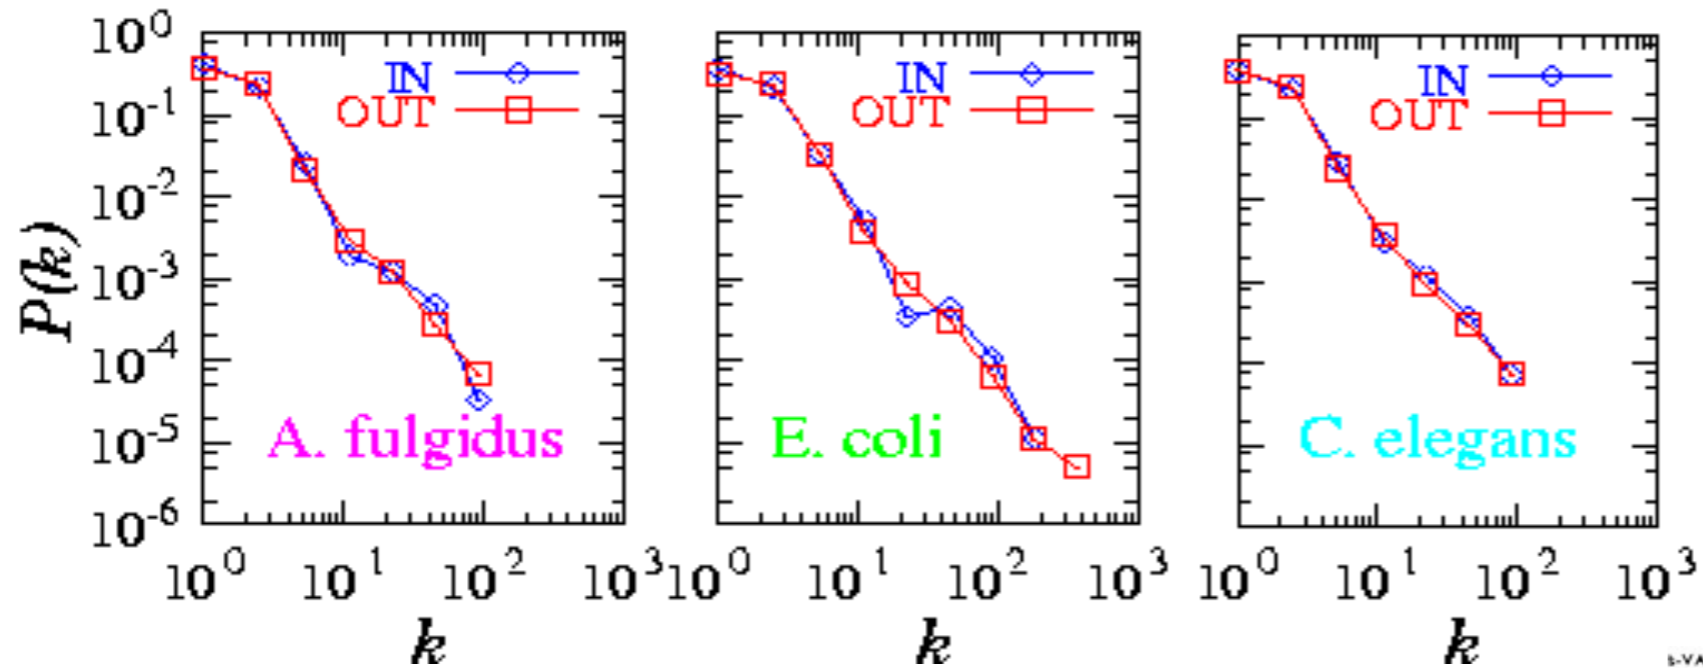 10^0
10^-1
10^-2
10^-3
10^-4
10^-5
10^-6
P(k)
IN
OUT
A. fulgidus
10^0 10^1 10^2 10^3
k
IN
OUT
E. coli
10^0 10^1 10^2 10^3
k
IN
OUT
C. elegans
10^0 10^1 10^2 10^3
k